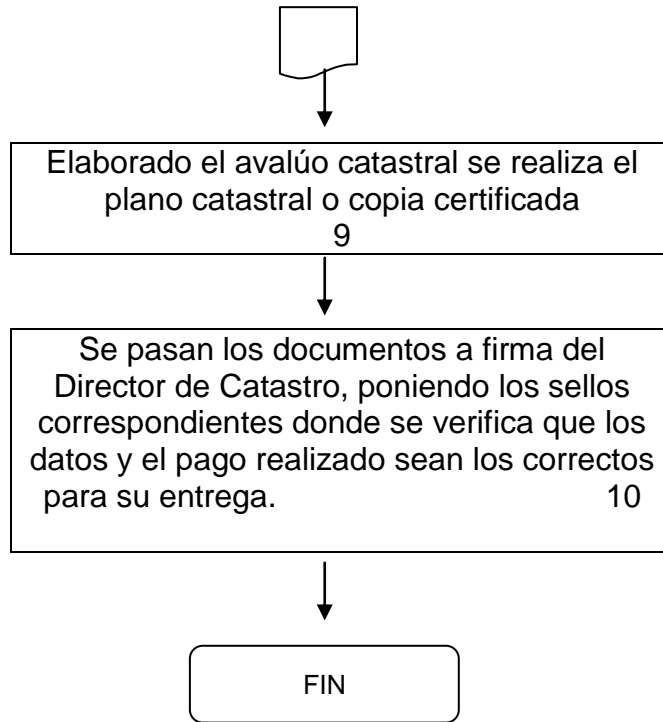 Elaborado el avalúo catastral se realiza el
plano catastral o copia certificada
9
Se pasan los documentos a firma del
Director de Catastro, poniendo los sellos
correspondientes donde se verifica que los
datos y el pago realizado sean los correctos
para su entrega. 10
FIN